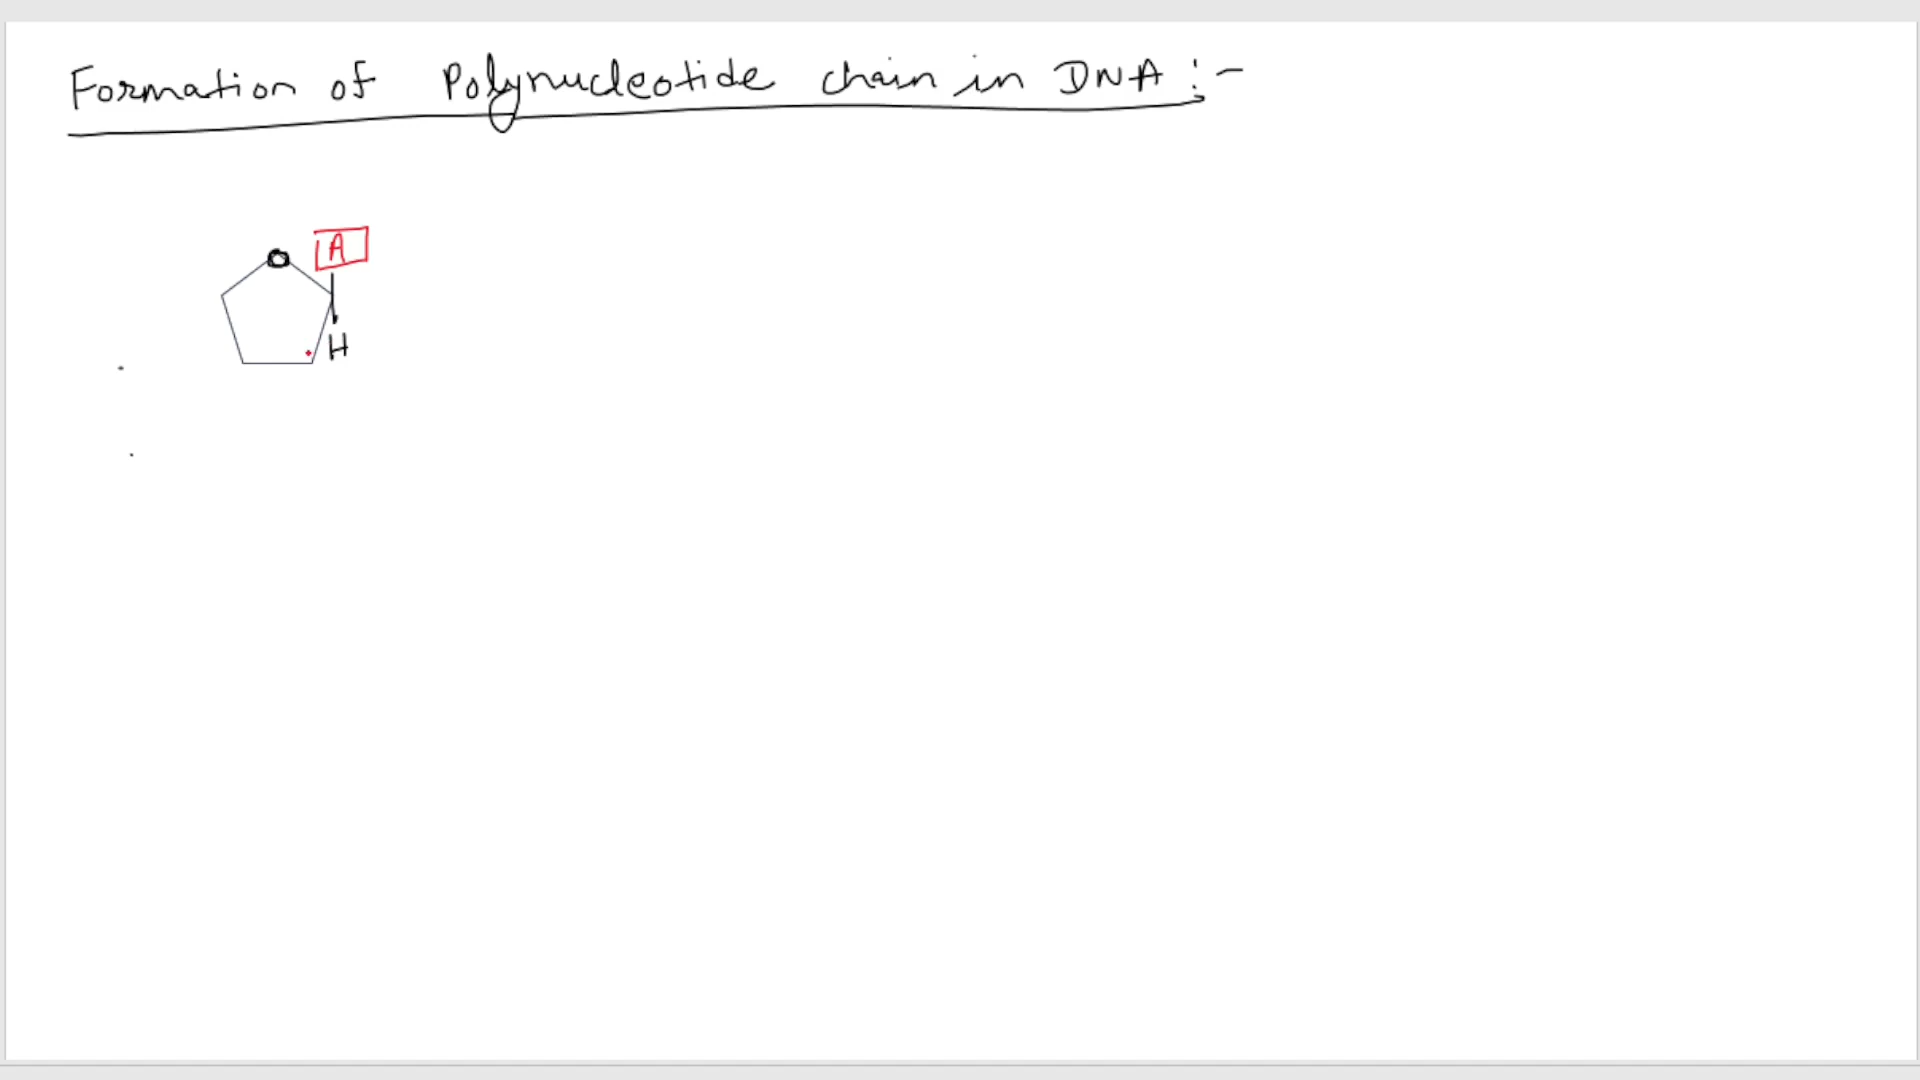 Formation of Polynucleotide chain in DNA :-
O
A
H